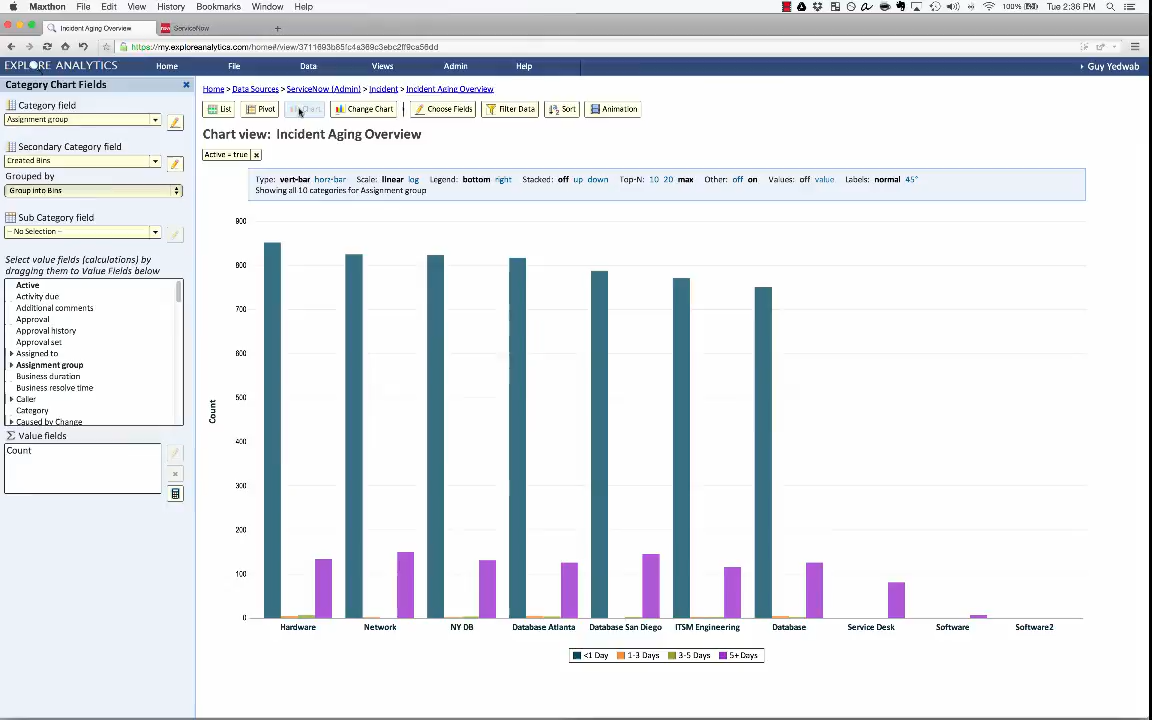 Maxthon File Edit View History Bookmarks Window Help 100% Tue 2:36 PM
Incident Aging Overview ServiceNow
https://my.exploreanalytics.com/home#/view/3711693b85fc4a369c3ebc2ff9ca56dd
EXPLORE ANALYTICS Home File Data Views Admin Help Guy Yedwab
Category Chart Fields
Home > Data Sources > ServiceNow (Admin) > Incident > Incident Aging Overview
List Pivot Chart Change Chart Choose Fields Filter Data Sort Animation
Chart view: Incident Aging Overview
Active = true x
Category field
Assignment group
Secondary Category field
Created Bins
Grouped by
Group into Bins
Sub Category field
-- No Selection --
Select value fields (calculations) by
dragging them to Value Fields below
Active
Activity due
Additional comments
Approval
Approval history
Approval set
Assigned to
Assignment group
Business duration
Business resolve time
Caller
Category
Caused by Change
Σ Value fields
Count
Type: vert-bar horz-bar Scale: linear log Legend: bottom right Stacked: off up down Top-N: 10 20 max Other: off on Values: off value Labels: normal 45°
Showing all 10 categories for Assignment group
900
800
700
600
500
400
300
200
100
0
Count
Hardware Network NY DB Database Atlanta Database San Diego ITSM Engineering Database Service Desk Software Software2
<1 Day 1-3 Days 3-5 Days 5+ Days